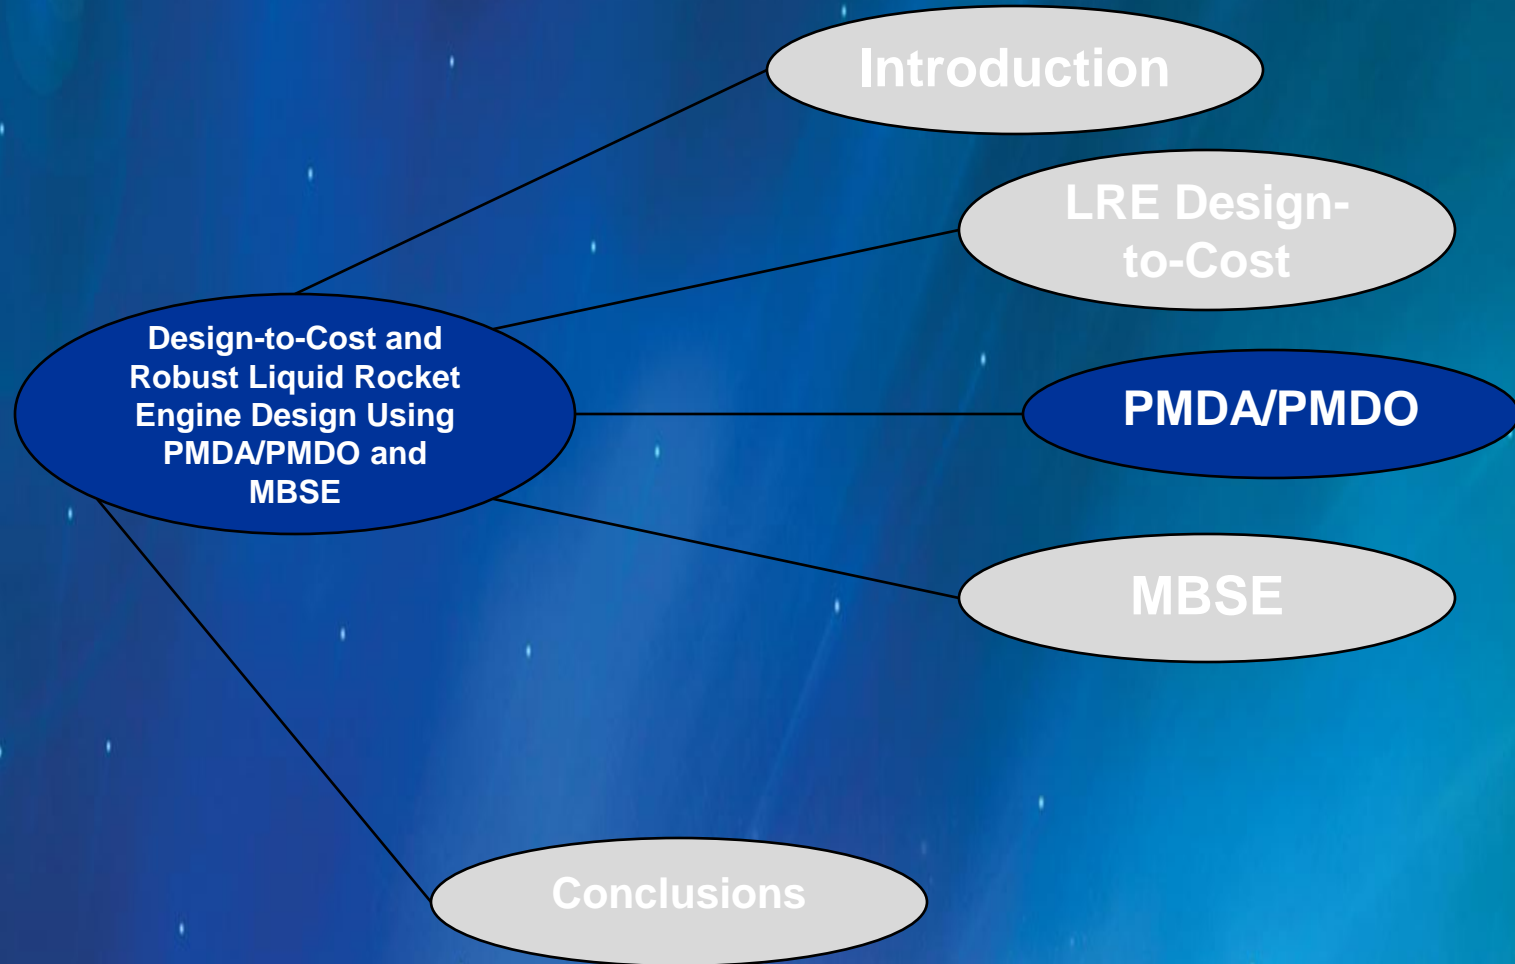 Introduction
LRE Design-
to-Cost
Design-to-Cost and
Robust Liquid Rocket
Engine Design Using
PMDA/PMDO and
MBSE
PMDA/PMDO
MBSE
Conclusions